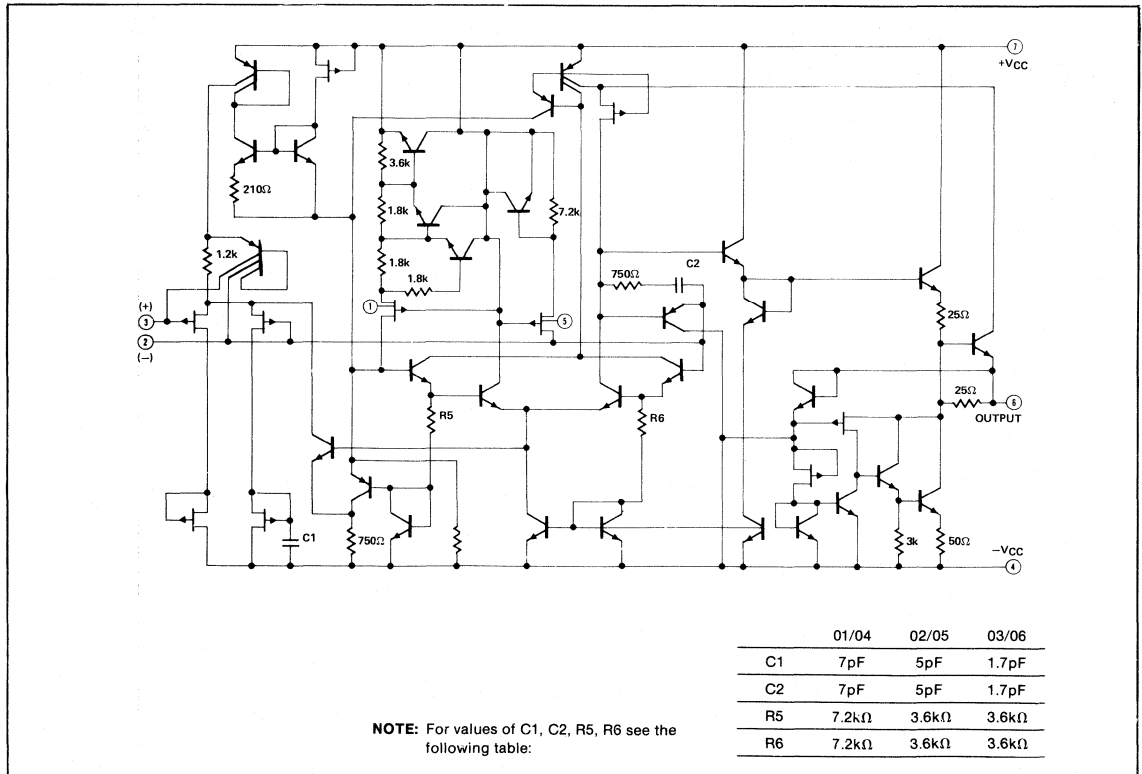 7
+VCC
3.6k
210Ω
1.8k
7.2k
1.2k
1.8k
1.8k
750Ω
C2
(+)
3
1
5
25Ω
2
(−)
25Ω
6
OUTPUT
R5
R6
C1
750Ω
3k
50Ω
−VCC
4
01/04 02/05 03/06
C1 7pF 5pF 1.7pF
C2 7pF 5pF 1.7pF
R5 7.2kΩ 3.6kΩ 3.6kΩ
R6 7.2kΩ 3.6kΩ 3.6kΩ
NOTE: For values of C1, C2, R5, R6 see the
following table: